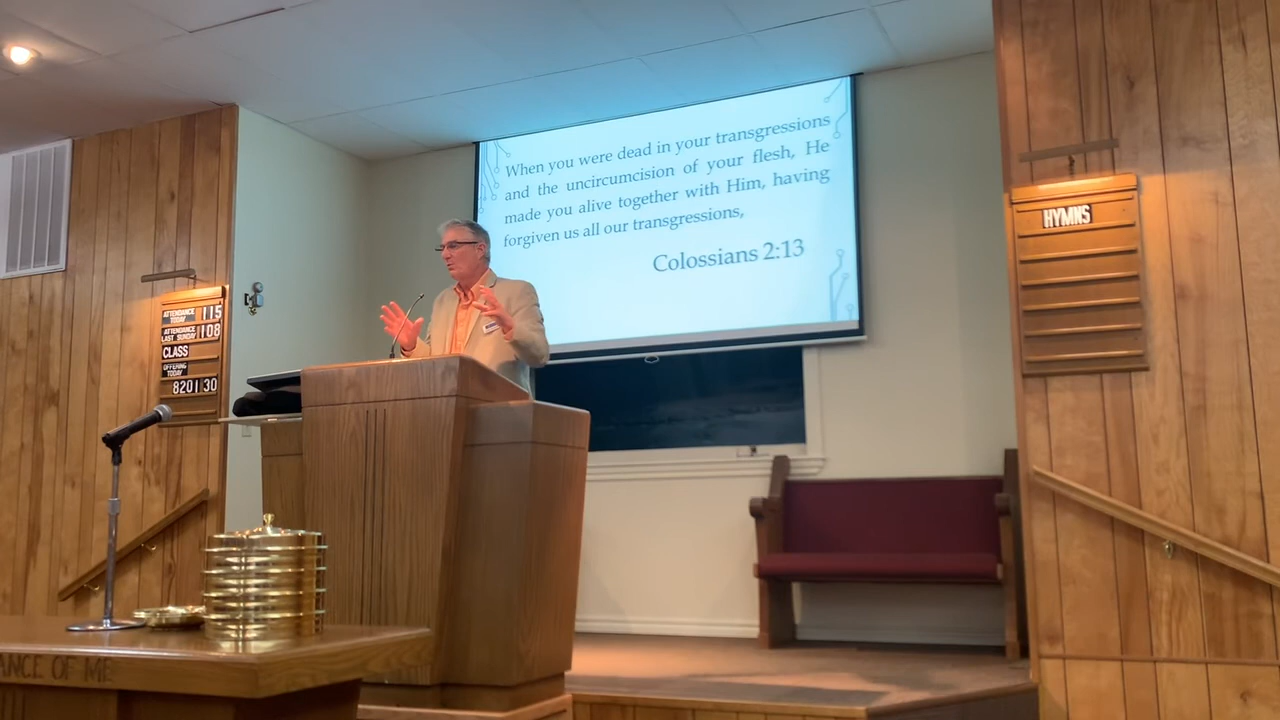 When you were dead in your transgressions
and the uncircumcision of your flesh, He
made you alive together with Him, having
forgiven us all our transgressions,
Colossians 2:13
HYMNS
ATTENDANCE TODAY 115
ATTENDANCE LAST SUNDAY 108
CLASS
OFFERING TODAY
8201 30
ANCE OF ME